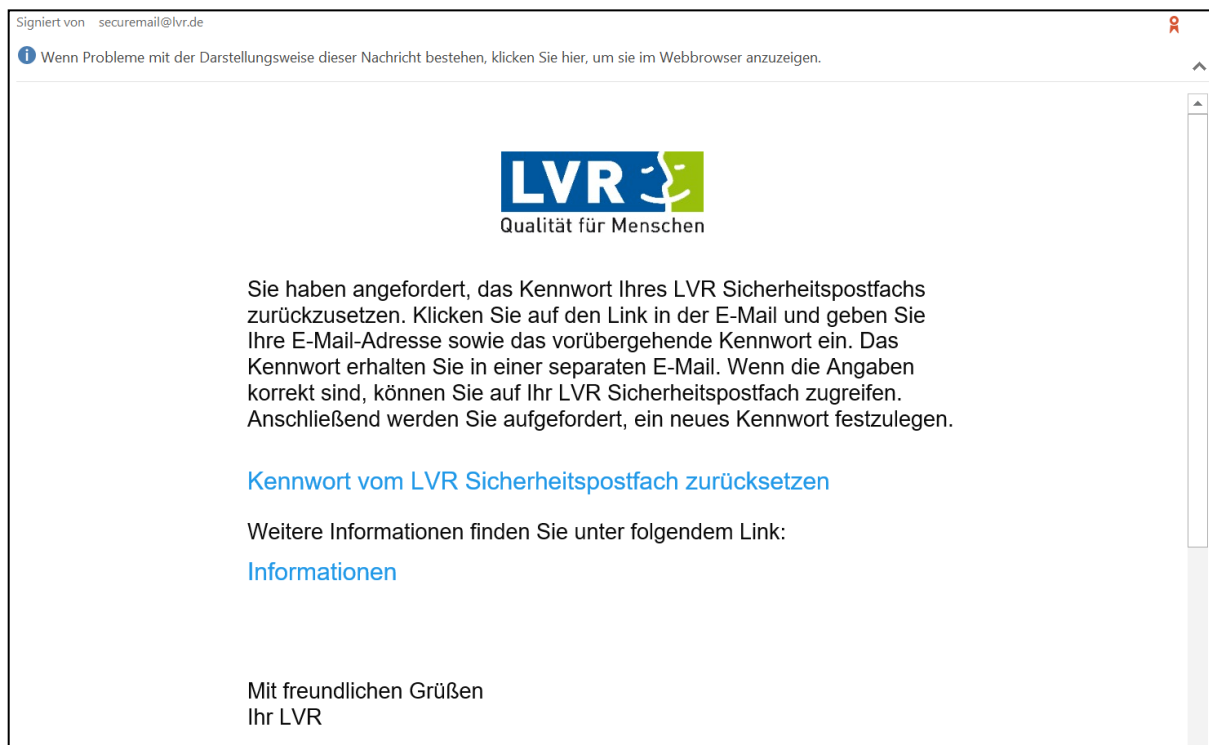 Signiert von securemail@lvr.de
Wenn Probleme mit der Darstellungsweise dieser Nachricht bestehen, klicken Sie hier, um sie im Webbrowser anzuzeigen.
LVR
Qualität für Menschen
Sie haben angefordert, das Kennwort Ihres LVR Sicherheitspostfachs
zurückzusetzen. Klicken Sie auf den Link in der E-Mail und geben Sie
Ihre E-Mail-Adresse sowie das vorübergehende Kennwort ein. Das
Kennwort erhalten Sie in einer separaten E-Mail. Wenn die Angaben
korrekt sind, können Sie auf Ihr LVR Sicherheitspostfach zugreifen.
Anschließend werden Sie aufgefordert, ein neues Kennwort festzulegen.
Kennwort vom LVR Sicherheitspostfach zurücksetzen
Weitere Informationen finden Sie unter folgendem Link:
Informationen
Mit freundlichen Grüßen
Ihr LVR